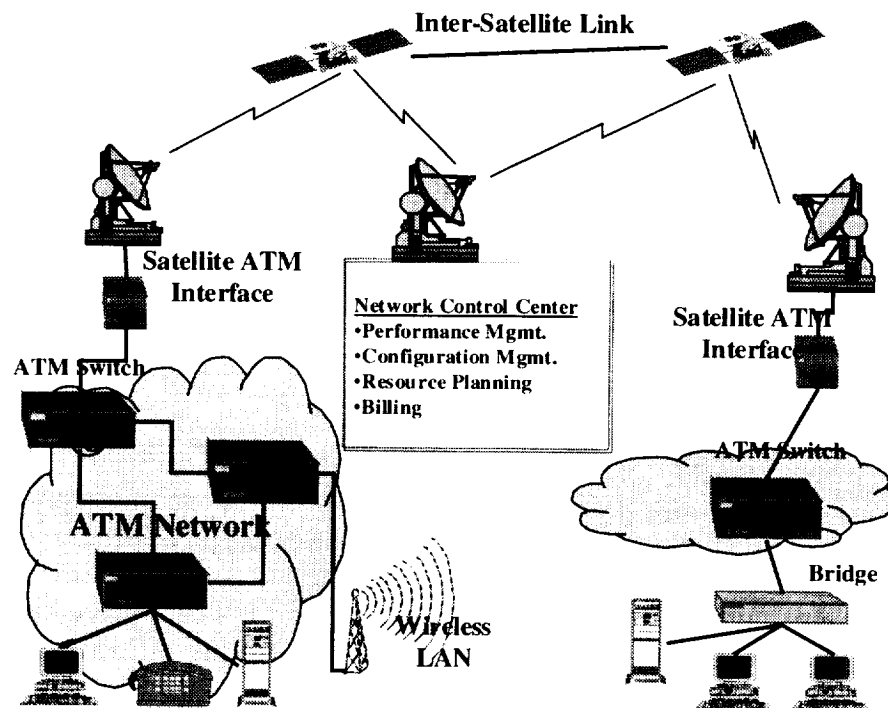 Inter-Satellite Link
Satellite ATM
Interface
Network Control Center
•Performance Mgmt.
•Configuration Mgmt.
•Resource Planning
•Billing
Satellite ATM
Interface
ATM Switch
ATM Switch
ATM Network
Bridge
Wireless
LAN